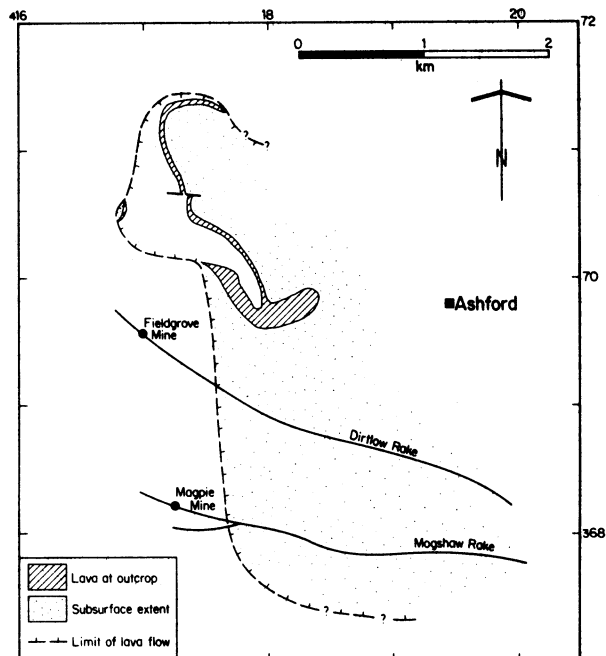 416
18
20
72
0
1
2
km
N
?
?
70
Ashford
Fieldgrove
Mine
Dirtlow Rake
Magpie
Mine
Mogshaw Rake
368
Lava at outcrop
Subsurface extent
Limit of lava flow
?
?